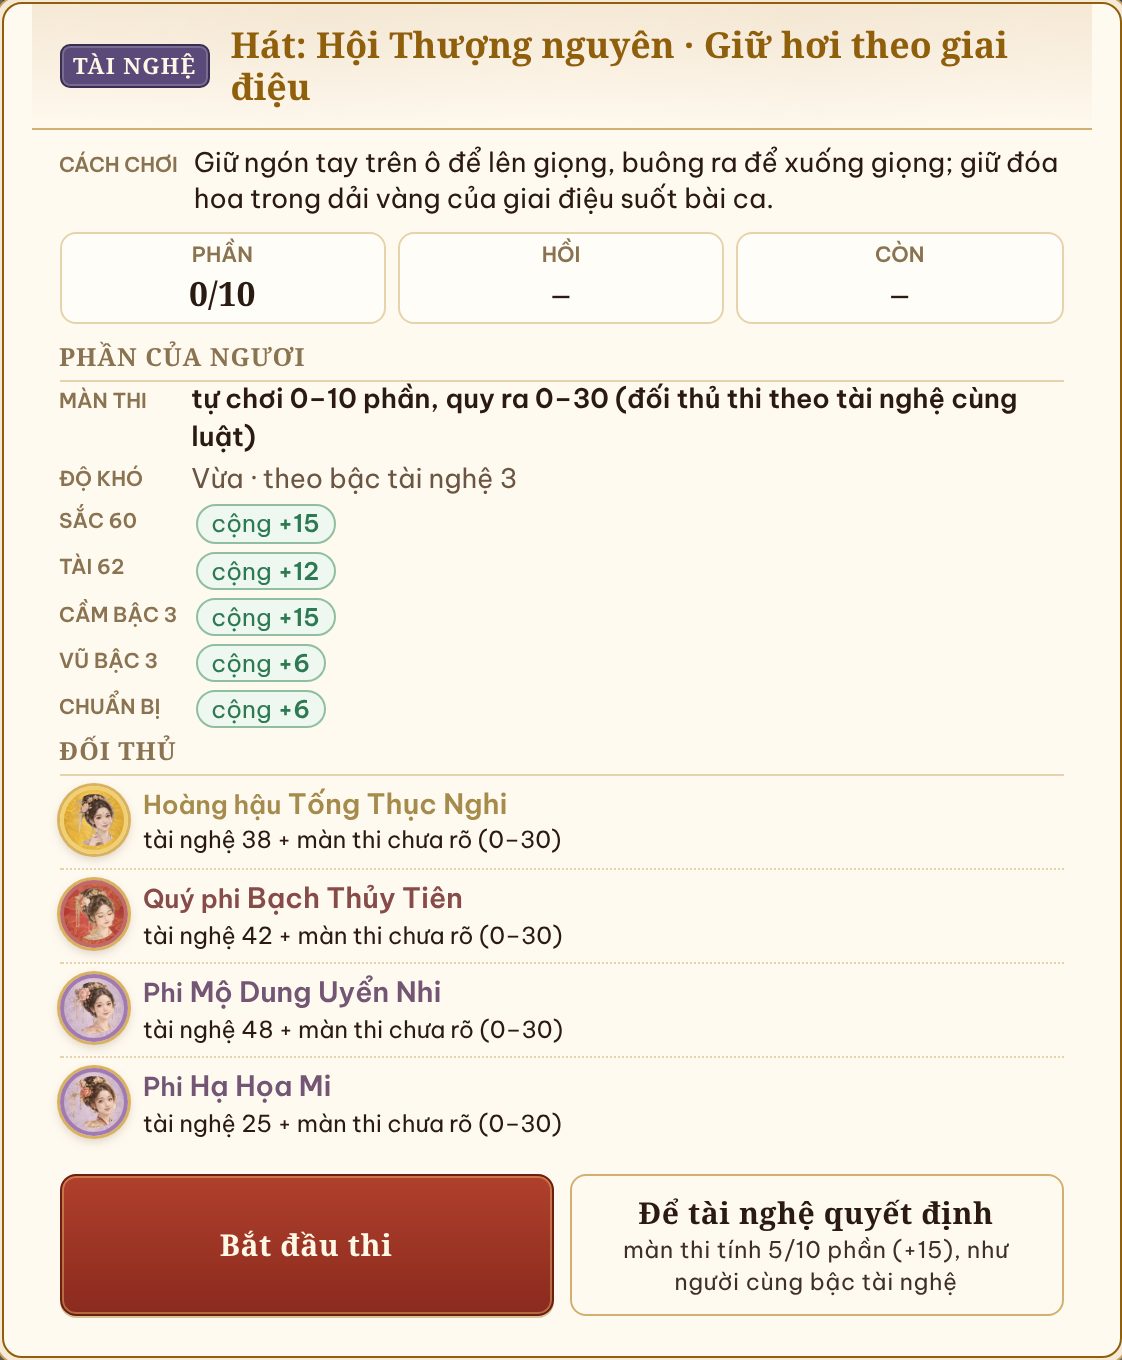 TÀI NGHỆ
Hát: Hội Thượng nguyên · Giữ hơi theo giai
điệu
CÁCH CHƠI Giữ ngón tay trên ô để lên giọng, buông ra để xuống giọng; giữ đóa
hoa trong dải vàng của giai điệu suốt bài ca.
PHẦN
0/10
HỒI
–
CÒN
–
PHẦN CỦA NGƯƠI
MÀN THI tự chơi 0–10 phần, quy ra 0–30 (đối thủ thi theo tài nghệ cùng
luật)
ĐỘ KHÓ Vừa · theo bậc tài nghệ 3
SẮC 60 cộng +15
TÀI 62 cộng +12
CẦM BẬC 3 cộng +15
VŨ BẬC 3 cộng +6
CHUẨN BỊ cộng +6
ĐỐI THỦ
Hoàng hậu Tống Thục Nghi
tài nghệ 38 + màn thi chưa rõ (0–30)
Quý phi Bạch Thủy Tiên
tài nghệ 42 + màn thi chưa rõ (0–30)
Phi Mộ Dung Uyển Nhi
tài nghệ 48 + màn thi chưa rõ (0–30)
Phi Hạ Họa Mi
tài nghệ 25 + màn thi chưa rõ (0–30)
Bắt đầu thi
Để tài nghệ quyết định
màn thi tính 5/10 phần (+15), như
người cùng bậc tài nghệ